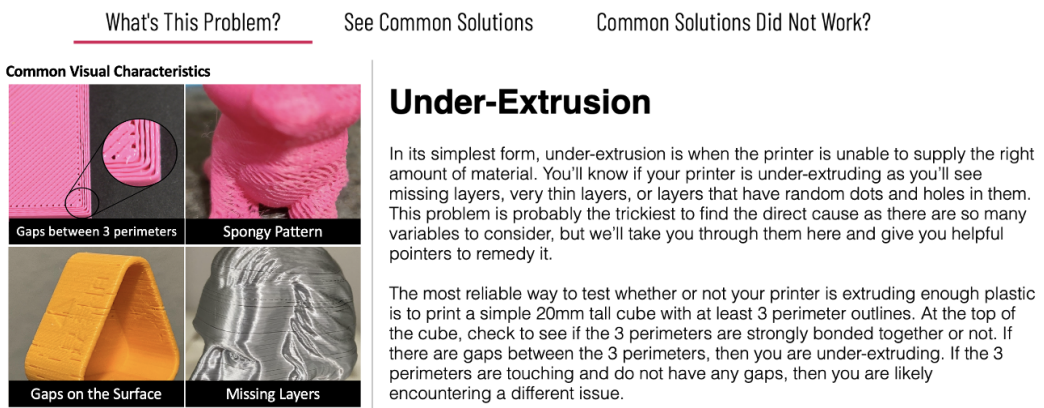 What's This Problem?
See Common Solutions
Common Solutions Did Not Work?
Common Visual Characteristics
Gaps between 3 perimeters
Spongy Pattern
Gaps on the Surface
Missing Layers
Under-Extrusion
In its simplest form, under-extrusion is when the printer is unable to supply the right
amount of material. You’ll know if your printer is under-extruding as you’ll see
missing layers, very thin layers, or layers that have random dots and holes in them.
This problem is probably the trickiest to find the direct cause as there are so many
variables to consider, but we’ll take you through them here and give you helpful
pointers to remedy it.
The most reliable way to test whether or not your printer is extruding enough plastic
is to print a simple 20mm tall cube with at least 3 perimeter outlines. At the top of
the cube, check to see if the 3 perimeters are strongly bonded together or not. If
there are gaps between the 3 perimeters, then you are under-extruding. If the 3
perimeters are touching and do not have any gaps, then you are likely
encountering a different issue.